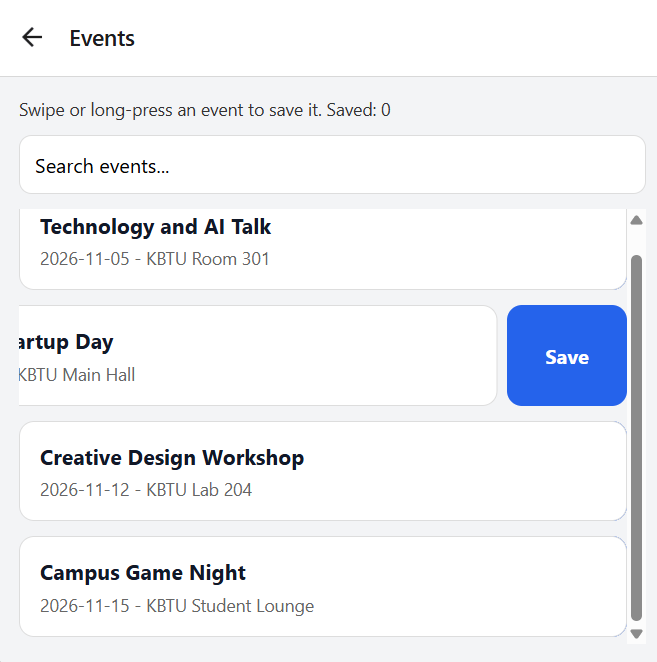 Events
Swipe or long-press an event to save it. Saved: 0
Search events...
Technology and AI Talk
2026-11-05 - KBTU Room 301
artup Day
KBTU Main Hall
Save
Creative Design Workshop
2026-11-12 - KBTU Lab 204
Campus Game Night
2026-11-15 - KBTU Student Lounge